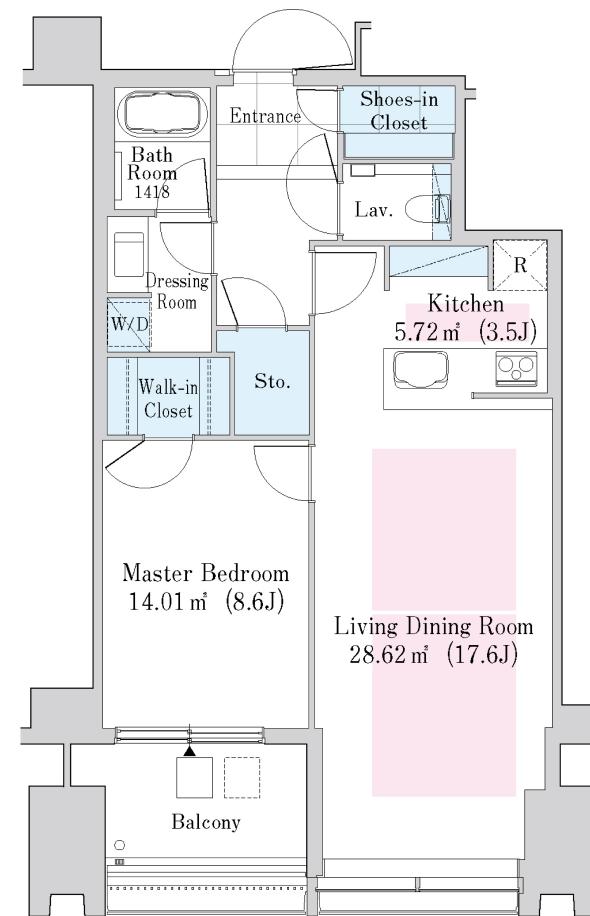 Entrance
Shoes-in
Closet
Bath
Room
1418
Lav.
Dressing
Room
R
Kitchen
5.72㎡ (3.5J)
W/D
Walk-in
Closet
Sto.
Master Bedroom
14.01㎡ (8.6J)
Living Dining Room
28.62㎡ (17.6J)
Balcony